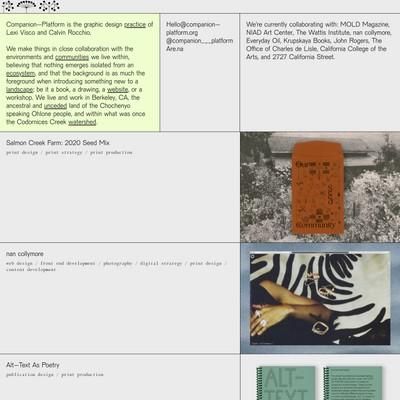 Companion—Platform is the graphic design practice of
Lexi Visco and Calvin Rocchio.
We make things in close collaboration with the
environments and communities we live within,
believing that nothing emerges isolated from an
ecosystem, and that the background is as much the
foreground when introducing something new to a
landscape; be it a book, a drawing, a website, or a
workshop. We live and work in Berkeley, CA, the
ancestral and unceded land of the Chochenyo
speaking Ohlone people, and within what was once
the Codornices Creek watershed.
Hello@companion—
platform.org
@companion___platform
Are.na
We're currently collaborating with: MOLD Magazine,
NIAD Art Center, The Wattis Institute, nan collymore,
Everyday Oil, Krupskaya Books, John Rogers, The
Office of Charles de Lisle, California College of the
Arts, and 2727 California Street.
Salmon Creek Farm: 2020 Seed Mix
print design / print strategy / print production
Community
nan collymore
web design / front end development / photography / digital strategy / print design /
content development
Alt—Text As Poetry
publication design / print production
ALT-
TEXT